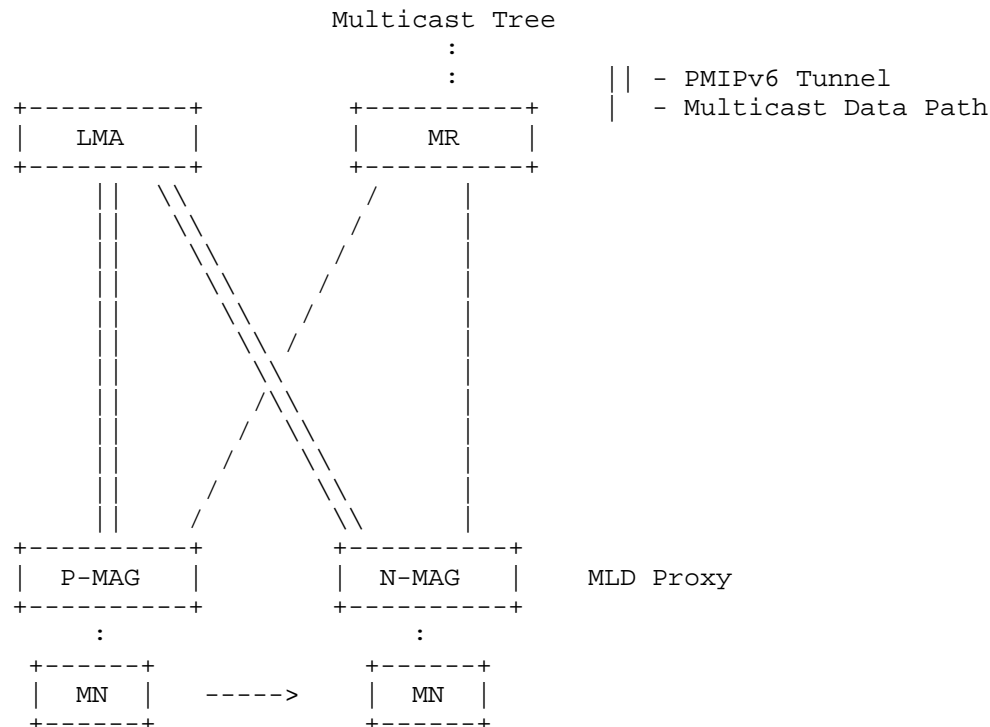 Multicast Tree
:
: || - PMIPv6 Tunnel
| - Multicast Data Path
LMA MR
P-MAG N-MAG MLD Proxy
: :
MN -----> MN